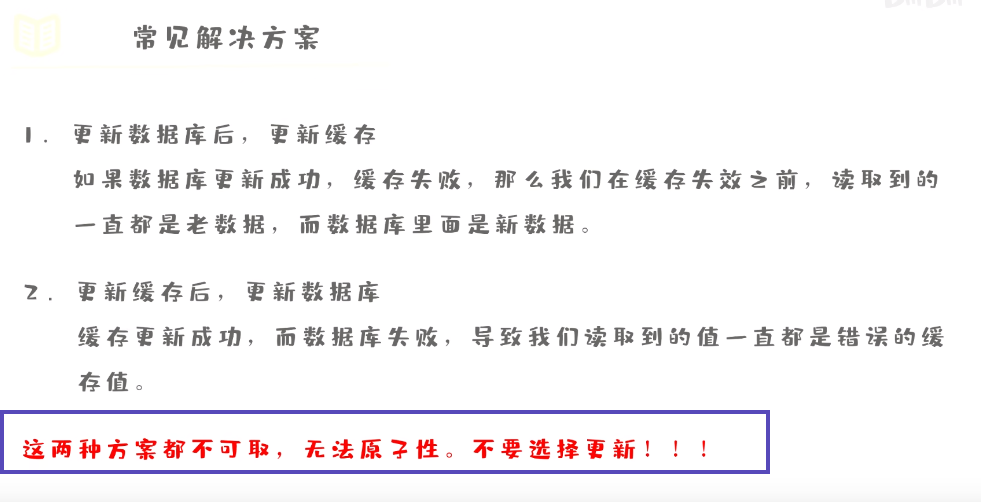 常见解决方案
1. 更新数据库后，更新缓存
如果数据库更新成功，缓存失败，那么我们在缓存失效之前，读取到的
一直都是老数据，而数据库里面是新数据。
2. 更新缓存后，更新数据库
缓存更新成功，而数据库失败，导致我们读取到的值一直都是错误的缓
存值。
这两种方案都不可取，无法原子性。不要选择更新！！！